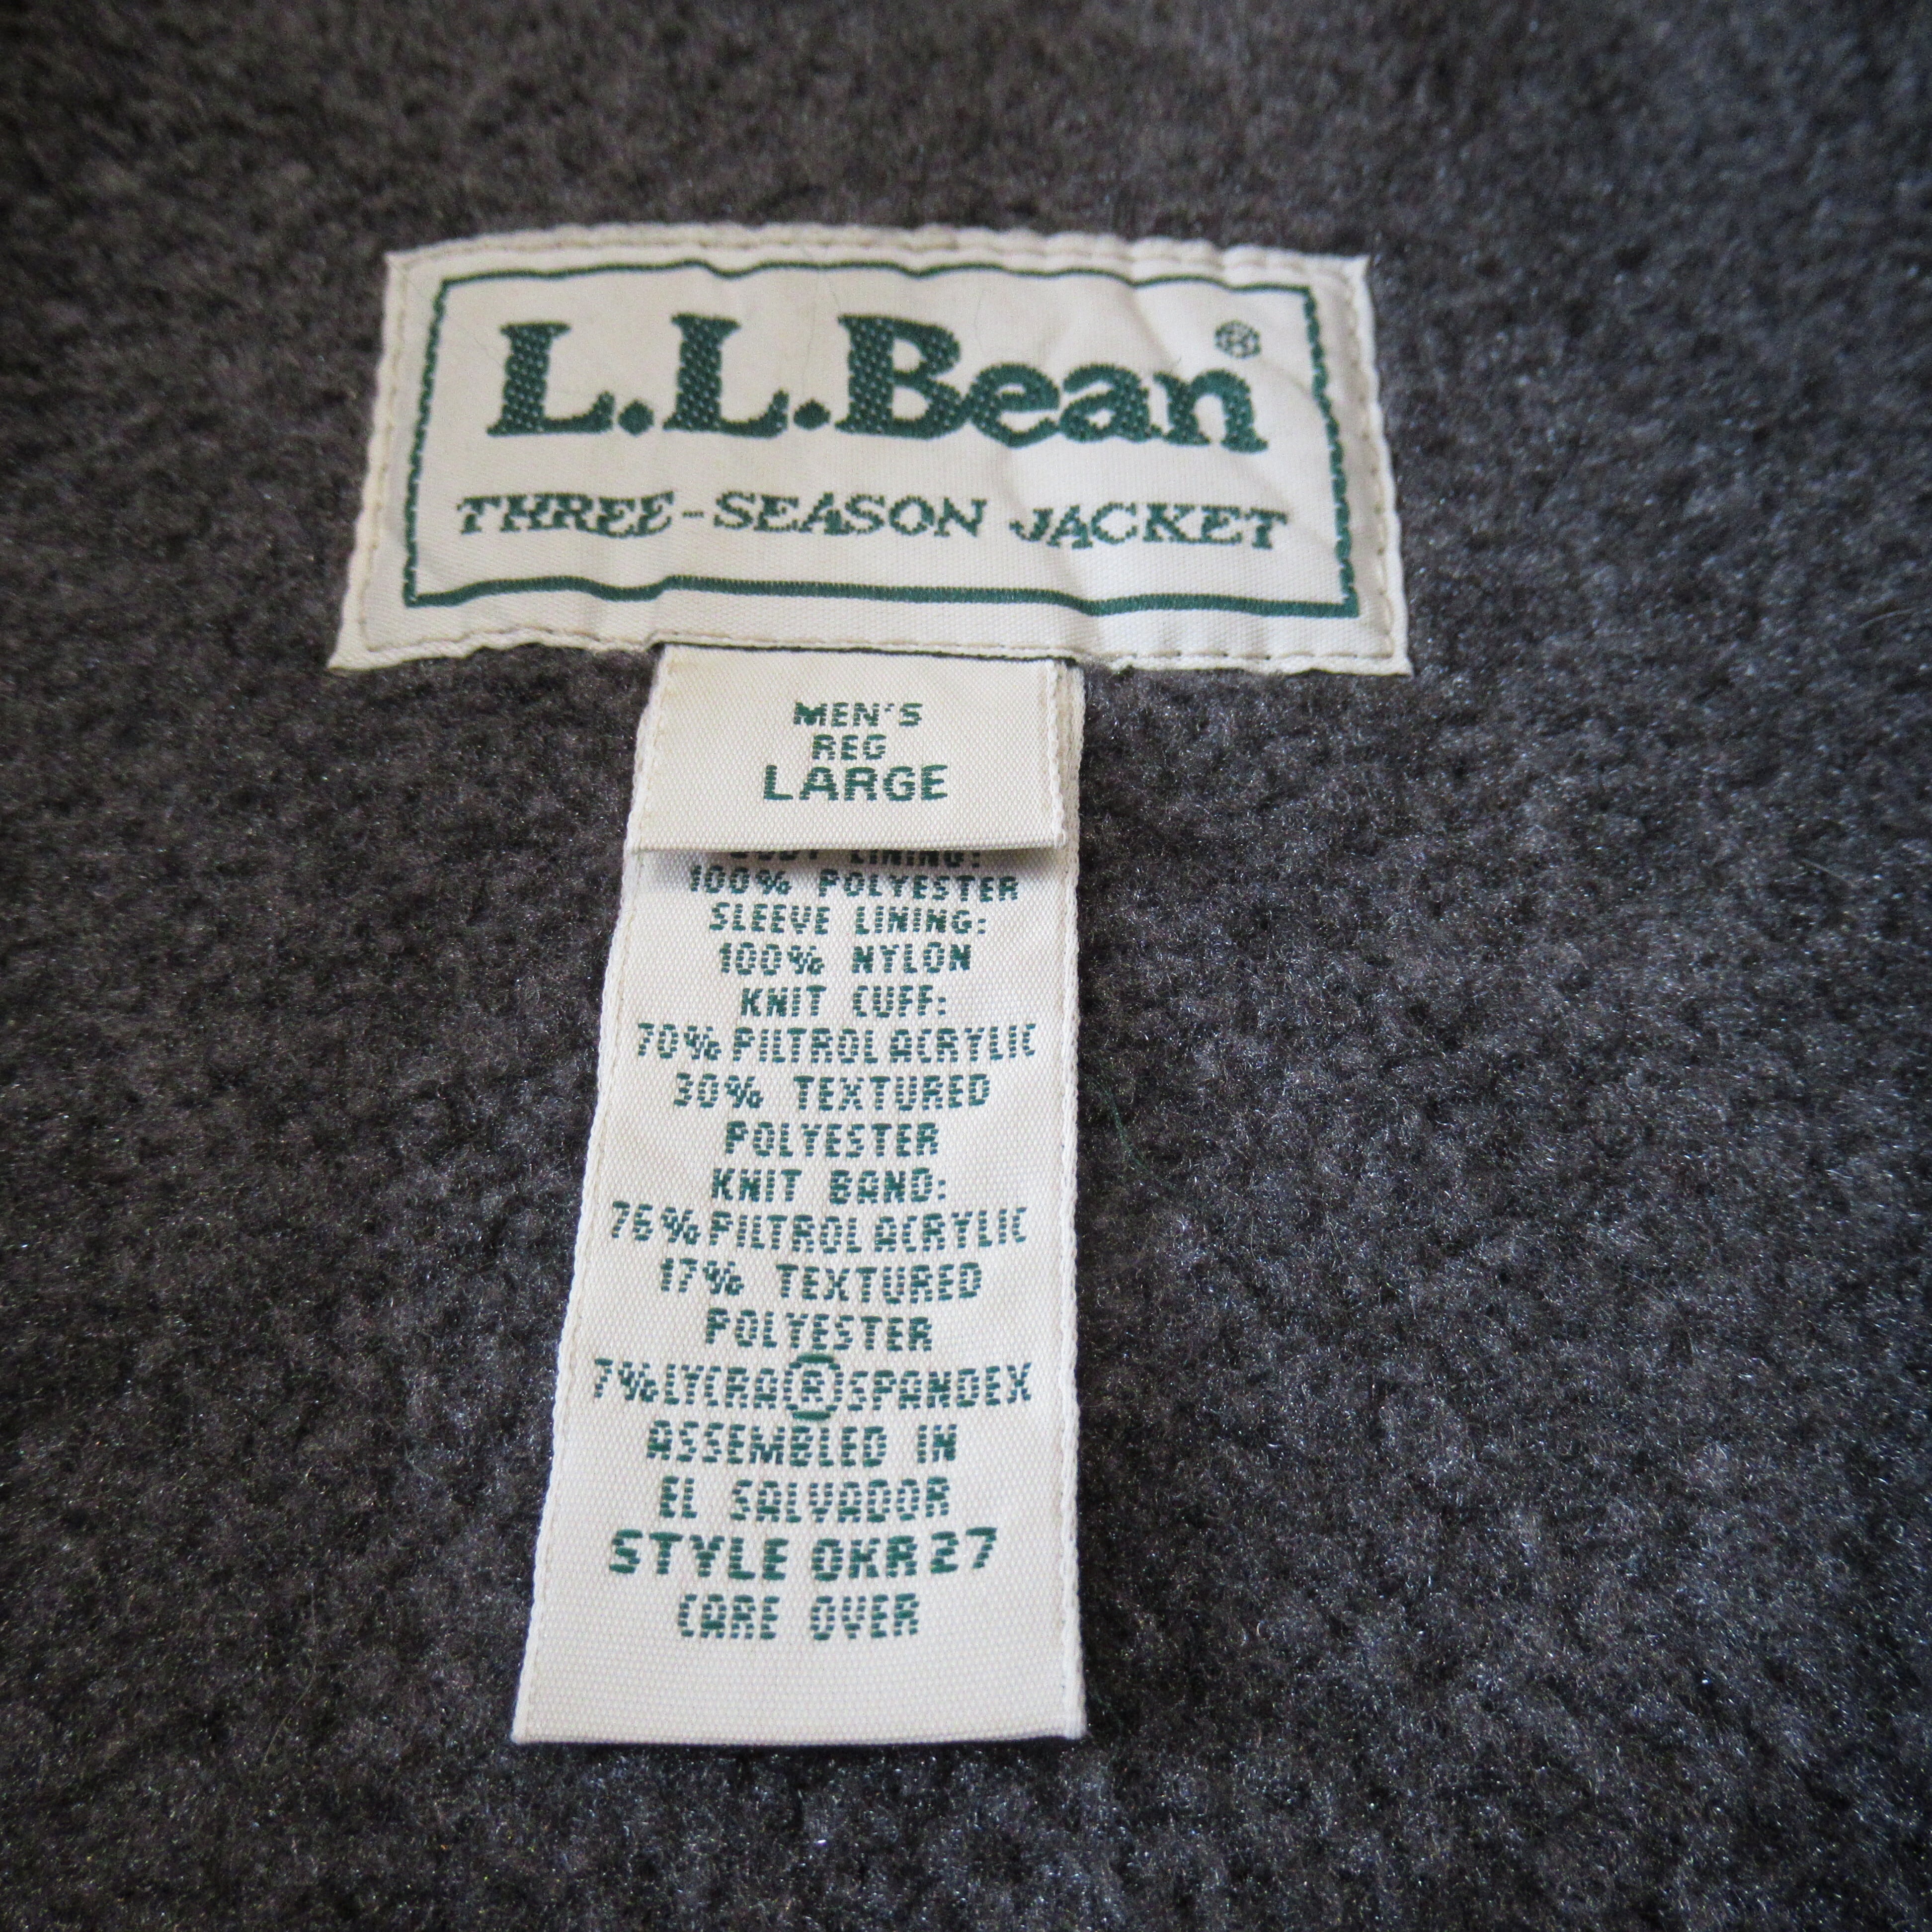 L.L.Bean®
THREE-SEASON JACKET
MEN'S
REG
LARGE
BODY LINING:
100% POLYESTER
SLEEVE LINING:
100% NYLON
KNIT CUFF:
70% PILTROL ACRYLIC
30% TEXTURED
POLYESTER
KNIT BAND:
76% PILTROL ACRYLIC
17% TEXTURED
POLYESTER
7% LYCRA ® SPANDEX
ASSEMBLED IN
EL SALVADOR
STYLE OKR27
CARE OVER